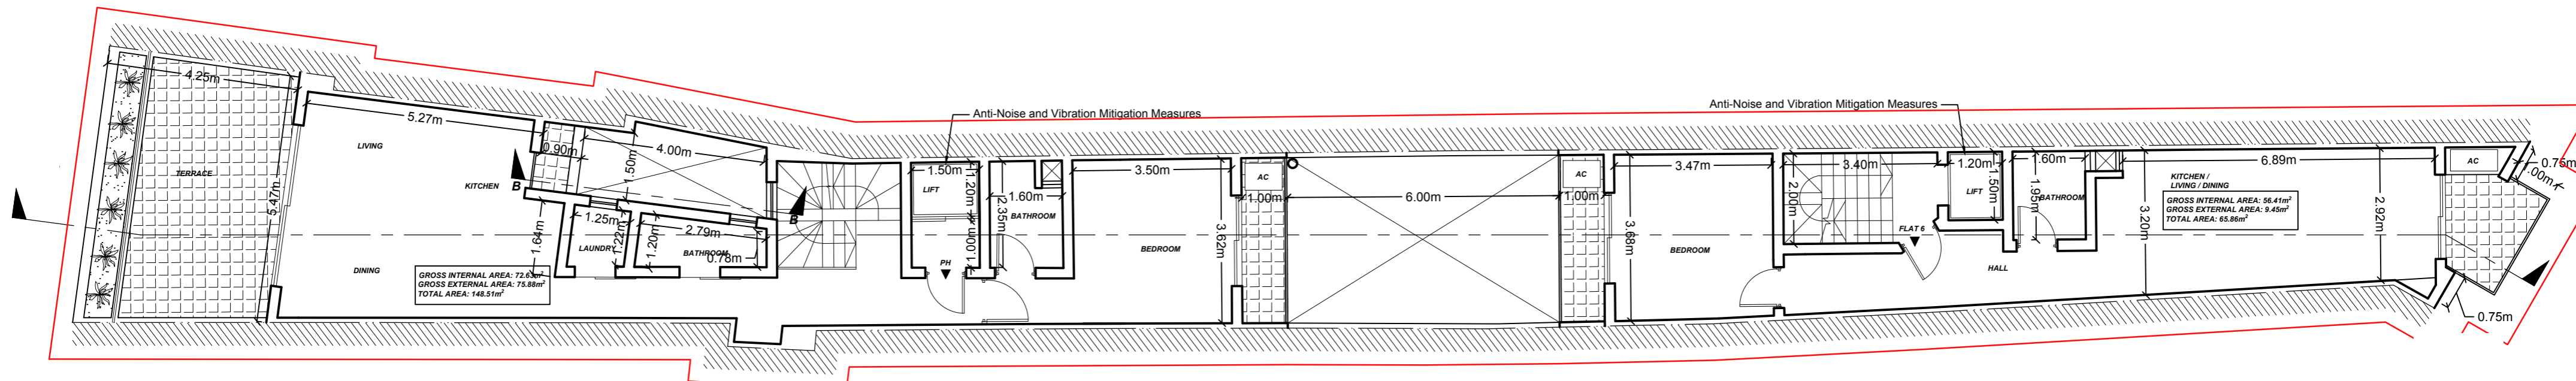 4.25m
TERRACE
5.47m
5.27m
LIVING
KITCHEN
DINING
0.90m
1.50m
4.00m
B
B
1.64m
1.25m
LAUNDRY
1.22m
1.20m
2.79m
BATHROOM
0.78m
GROSS INTERNAL AREA: 72.63m²
GROSS EXTERNAL AREA: 75.88m²
TOTAL AREA: 148.51m²
Anti-Noise and Vibration Mitigation Measures
1.50m
LIFT
1.20m
1.00m
PH
2.35m
1.60m
BATHROOM
3.50m
BEDROOM
3.62m
AC
1.00m
6.00m
AC
1.00m
3.47m
3.68m
BEDROOM
Anti-Noise and Vibration Mitigation Measures
3.40m
2.00m
FLAT 6
1.20m
LIFT
1.50m
1.60m
1.95m
BATHROOM
HALL
6.89m
3.20m
KITCHEN /
LIVING / DINING
GROSS INTERNAL AREA: 56.41m²
GROSS EXTERNAL AREA: 9.45m²
TOTAL AREA: 65.86m²
2.92m
AC
0.75m
1.00m
0.75m